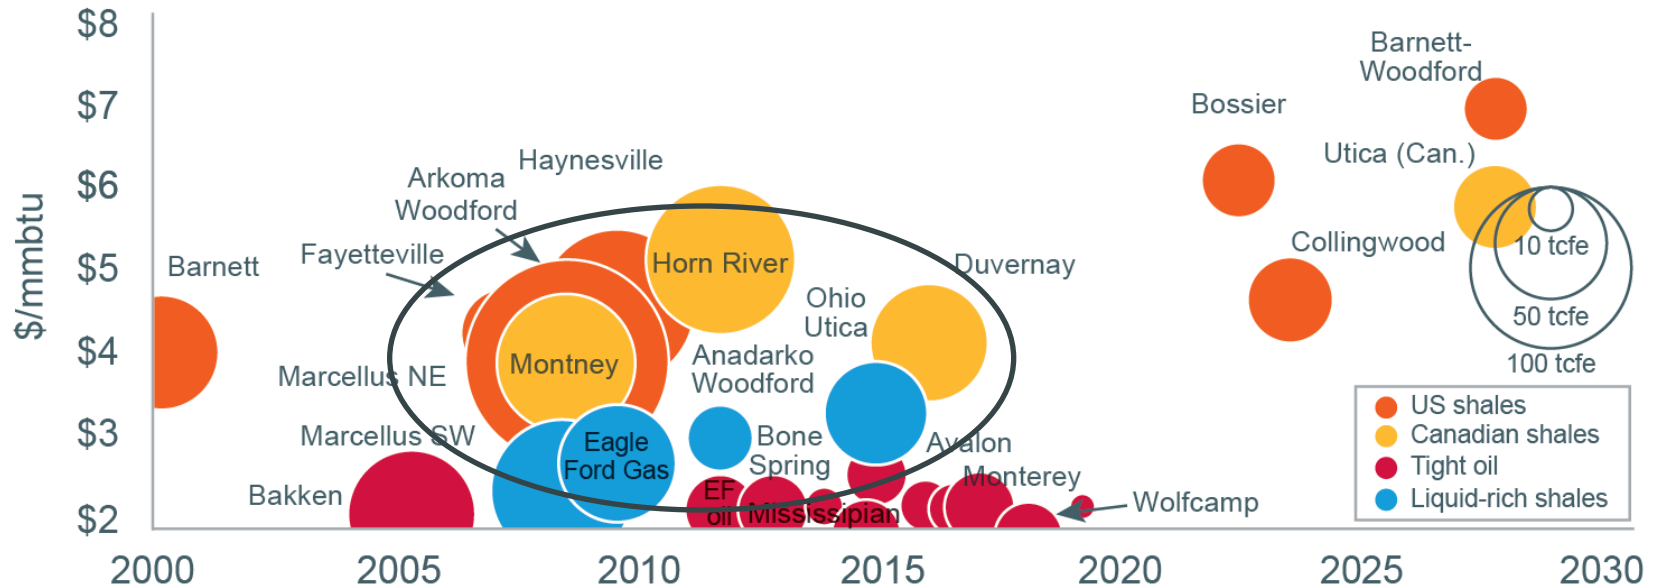 $8
$7
$6
$5
$4
$3
$2
$/mmbtu
2000
2005
2010
2015
2020
2025
2030
Barnett
Fayetteville
Arkoma
Woodford
Haynesville
Horn River
Montney
Marcellus NE
Marcellus SW
Bakken
Eagle
Ford Gas
Anadarko
Woodford
Ohio
Utica
Duvernay
Bone
Spring
Avalon
Monterey
EF
oil
Mississipian
Wolfcamp
Bossier
Barnett-
Woodford
Utica (Can.)
Collingwood
10 tcfe
50 tcfe
100 tcfe
US shales
Canadian shales
Tight oil
Liquid-rich shales